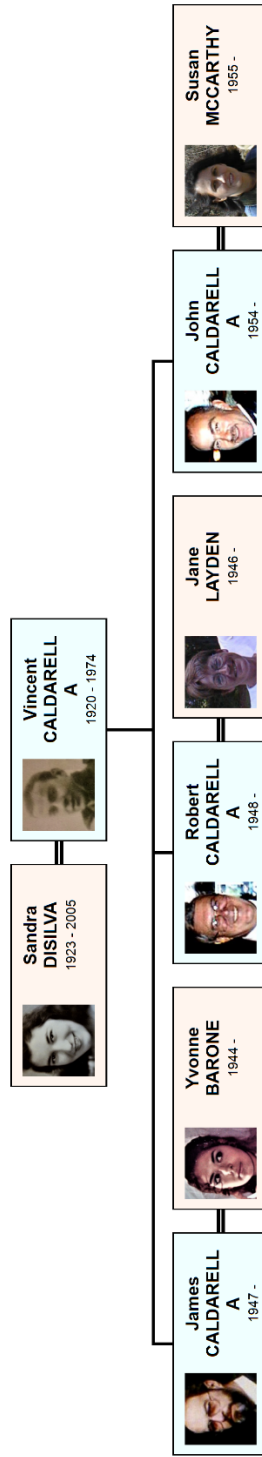 Sandra
DISILVA
1923 - 2005
Vincent
CALDARELL
A
1920 - 1974
James
CALDARELL
A
1947 -
Yvonne
BARONE
1944 -
Robert
CALDARELL
A
1948 -
Jane
LAYDEN
1946 -
John
CALDARELL
A
1954 -
Susan
MCCARTHY
1955 -